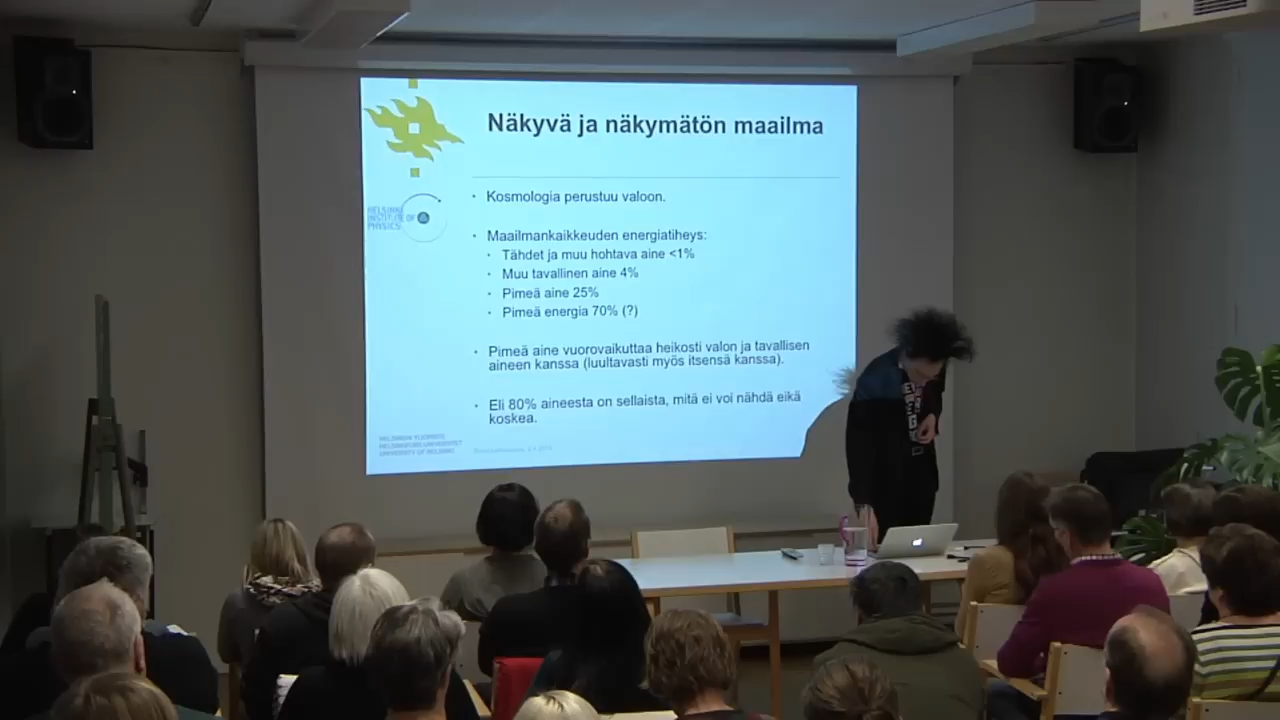 Näkyvä ja näkymätön maailma
HELSINKI
INSTITUTE OF
PHYSICS
Kosmologia perustuu valoon.
Maailmankaikkeuden energiatiheys:
Tähdet ja muu hohtava aine <1%
Muu tavallinen aine 4%
Pimeä aine 25%
Pimeä energia 70% (?)
Pimeä aine vuorovaikuttaa heikosti valon ja tavallisen
aineen kanssa (luultavasti myös itsensä kanssa).
Eli 80% aineesta on sellaista, mitä ei voi nähdä eikä
koskea.
HELSINGIN YLIOPISTO
HELSINGFORS UNIVERSITET
UNIVERSITY OF HELSINKI